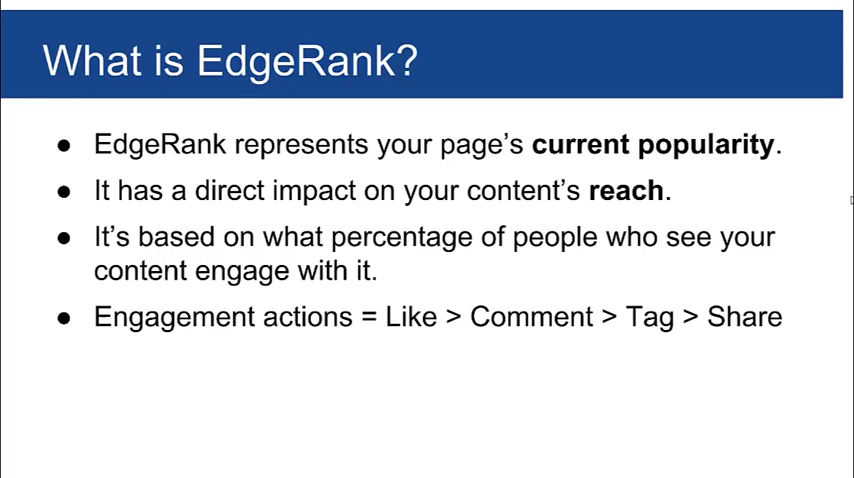 What is EdgeRank?
● EdgeRank represents your page's current popularity.
● It has a direct impact on your content's reach.
● It's based on what percentage of people who see your
content engage with it.
● Engagement actions = Like > Comment > Tag > Share